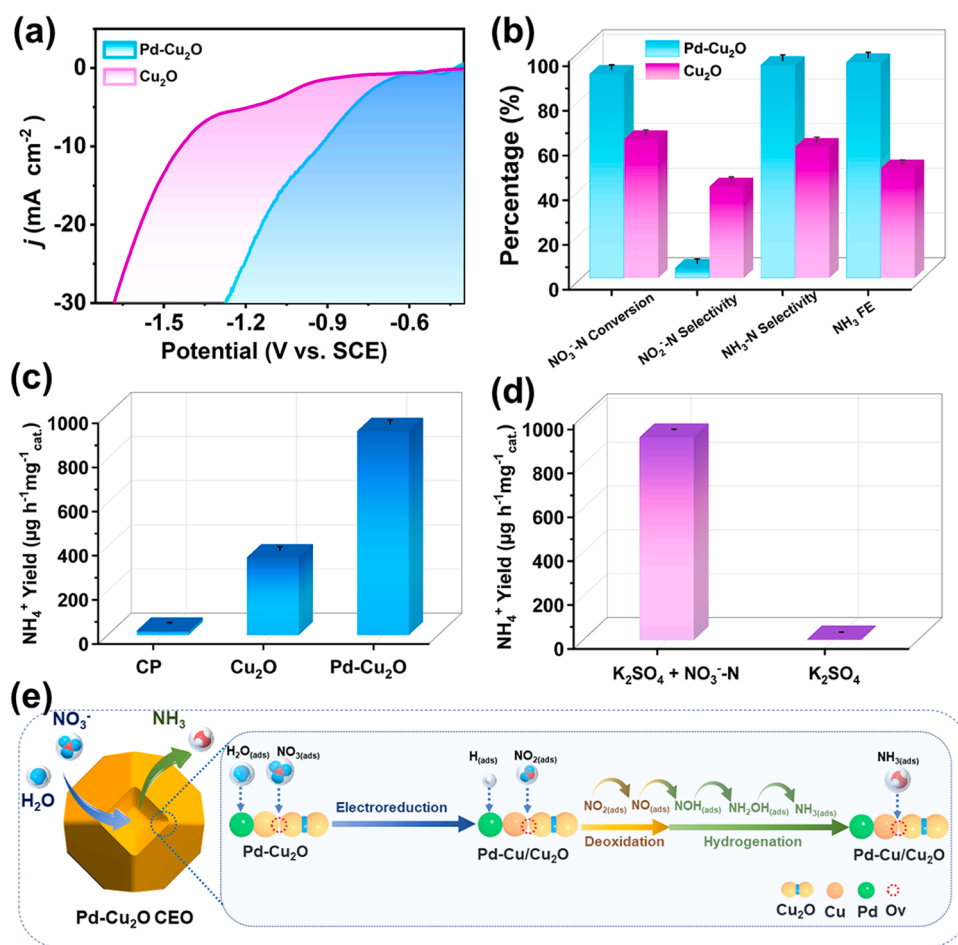 (a)
Pd-Cu₂O
Cu₂O
0
-10
-20
-30
j (mA cm⁻²)
-1.5
-1.2
-0.9
-0.6
Potential (V vs. SCE)
(b)
Pd-Cu₂O
Cu₂O
100
80
60
40
20
0
Percentage (%)
NO₃⁻-N Conversion
NO₂⁻-N Selectivity
NH₃-N Selectivity
NH₃ FE
(c)
1000
800
600
400
200
0
NH₄⁺ Yield (µg h⁻¹mg⁻¹cat.)
CP
Cu₂O
Pd-Cu₂O
(d)
1000
800
600
400
200
0
NH₄⁺ Yield (µg h⁻¹mg⁻¹cat.)
K₂SO₄ + NO₃⁻-N
K₂SO₄
(e)
NO₃⁻
NH₃
H₂O
Pd-Cu₂O CEO
H₂O(ads)
NO₃(ads)
Pd-Cu₂O
Electroreduction
H(ads)
NO₂(ads)
Pd-Cu/Cu₂O
NO₂(ads)
NO(ads)
NOH(ads)
NH₂OH(ads)
NH₃(ads)
Deoxidation
Hydrogenation
NH₃(ads)
Pd-Cu/Cu₂O
Cu₂O
Cu
Pd
Ov